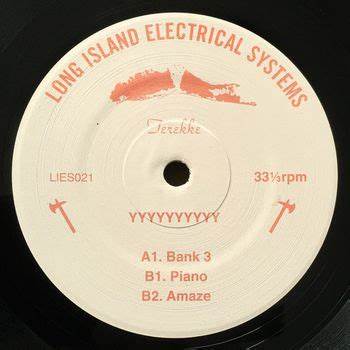 LONG ISLAND ELECTRICAL SYSTEMS
Terekke
LIES021
33⅓rpm
YYYYYYYYYY
A1. Bank 3
B1. Piano
B2. Amaze